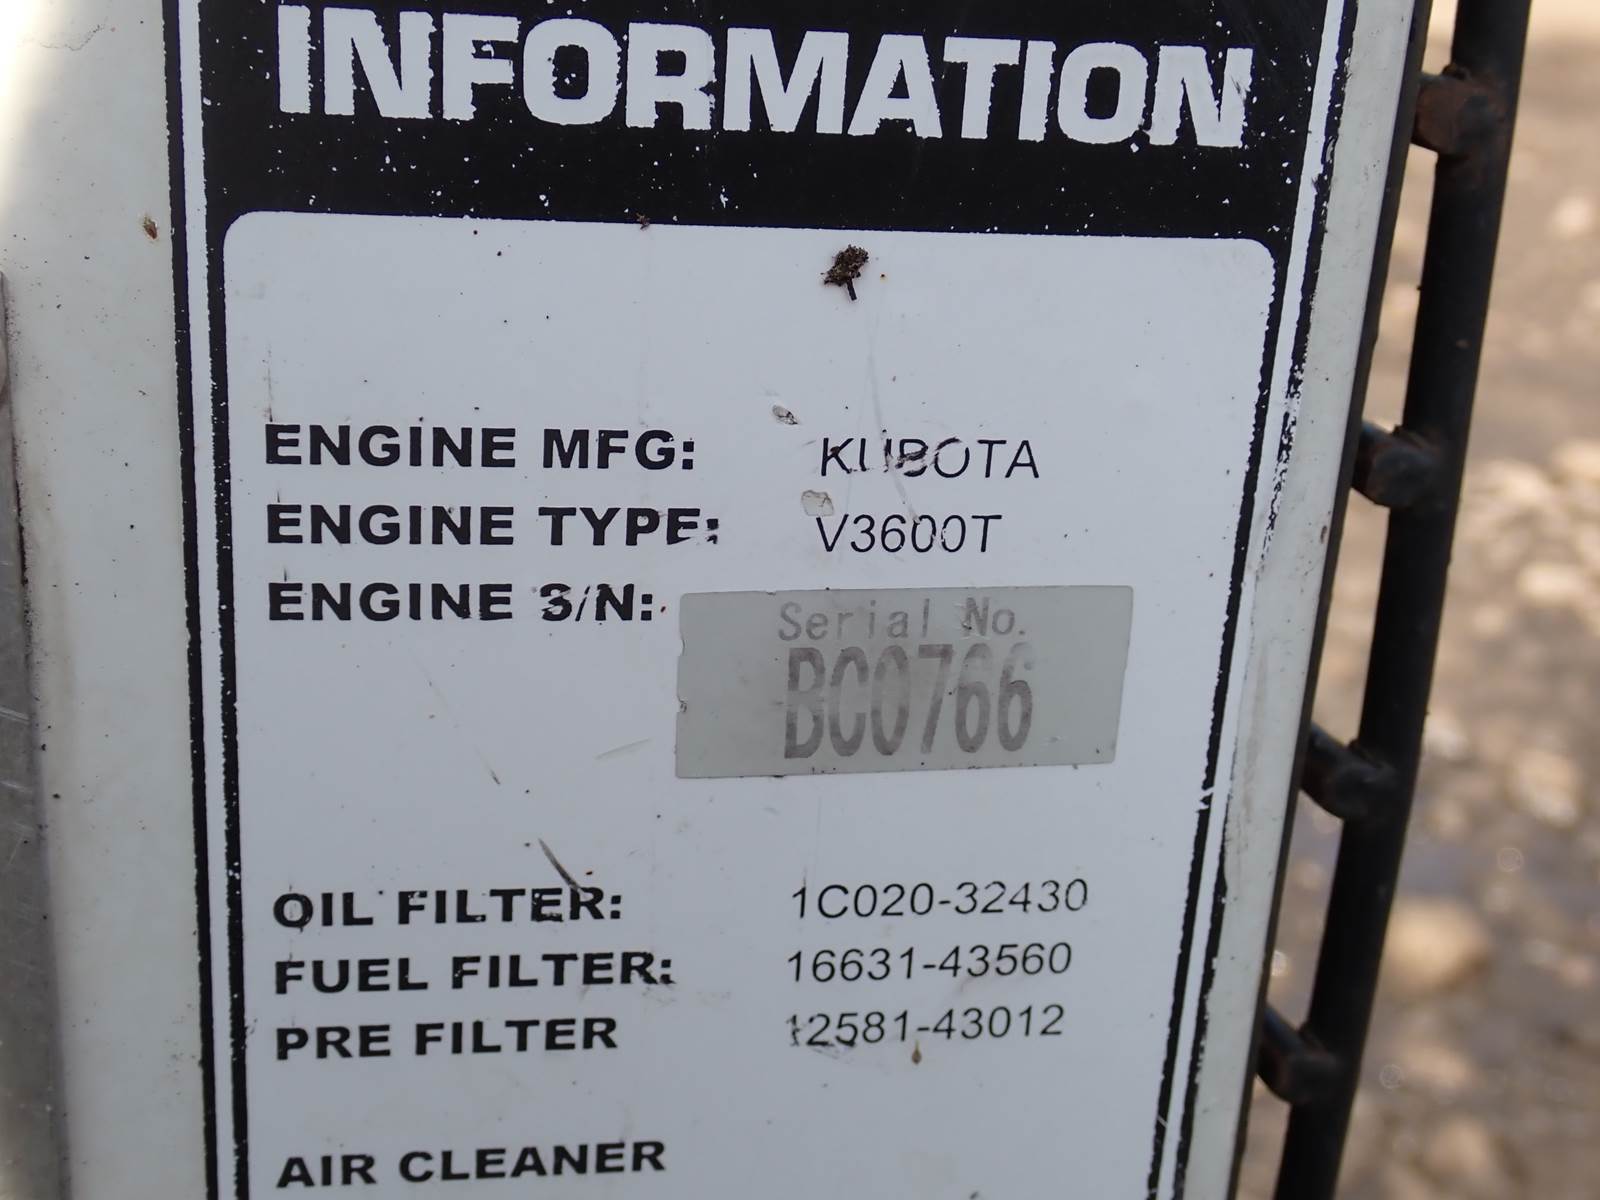 INFORMATION
ENGINE MFG: KUBOTA
ENGINE TYPE: V3600T
ENGINE S/N: Serial No.
BC0766
OIL FILTER: 1C020-32430
FUEL FILTER: 16631-43560
PRE FILTER 12581-43012
AIR CLEANER